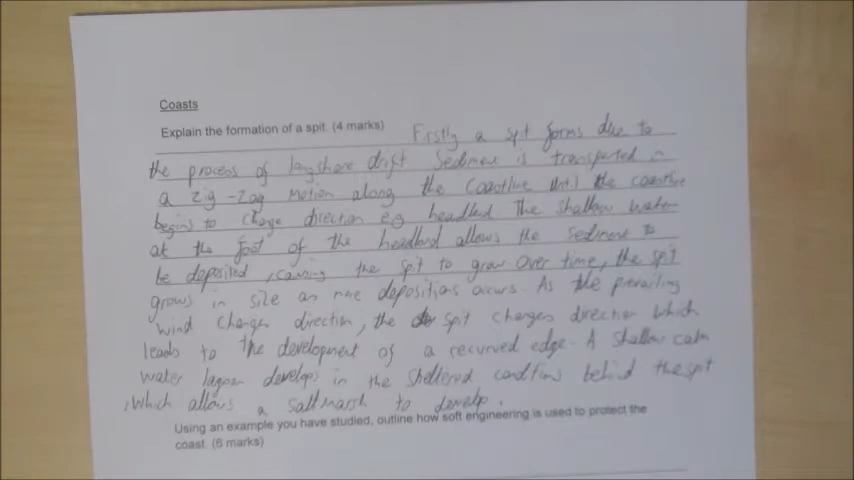 Coasts
Explain the formation of a spit. (4 marks) Firstly a spit forms due to
the process of longshore drift Sediment is transported in
a zig-zag motion along the coastline until the coastline
begins to change direction e.g headland The shallow water
at the foot of the headland allows the sediment to
be deposited, causing the spit to grow. Over time, the spit
grows in size as more depositions occurs. As the prevailing
wind changes direction, the spit changes direction which
leads to the development of a recurved edge. A shallow calm
water lagoon develops in the sheltered conditions behind the spit
, which allows a saltmarsh to develop.
Using an example you have studied, outline how soft engineering is used to protect the
coast. (6 marks)